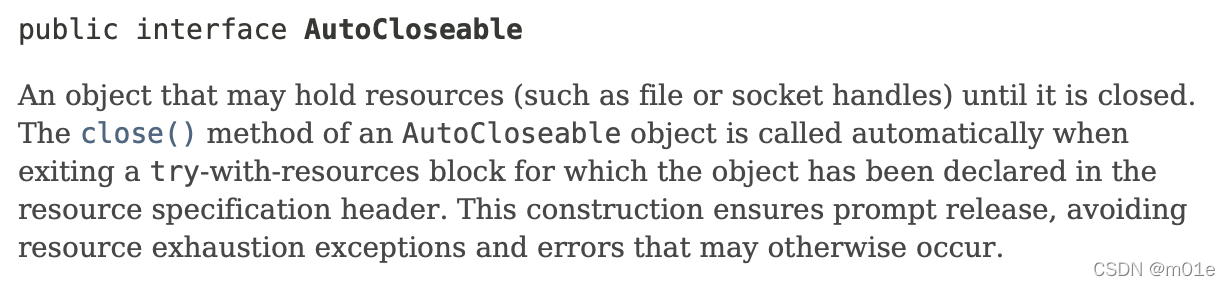 public interface AutoCloseable
An object that may hold resources (such as file or socket handles) until it is closed.
The close() method of an AutoCloseable object is called automatically when
exiting a try-with-resources block for which the object has been declared in the
resource specification header. This construction ensures prompt release, avoiding
resource exhaustion exceptions and errors that may otherwise occur.
CSDN @m01e